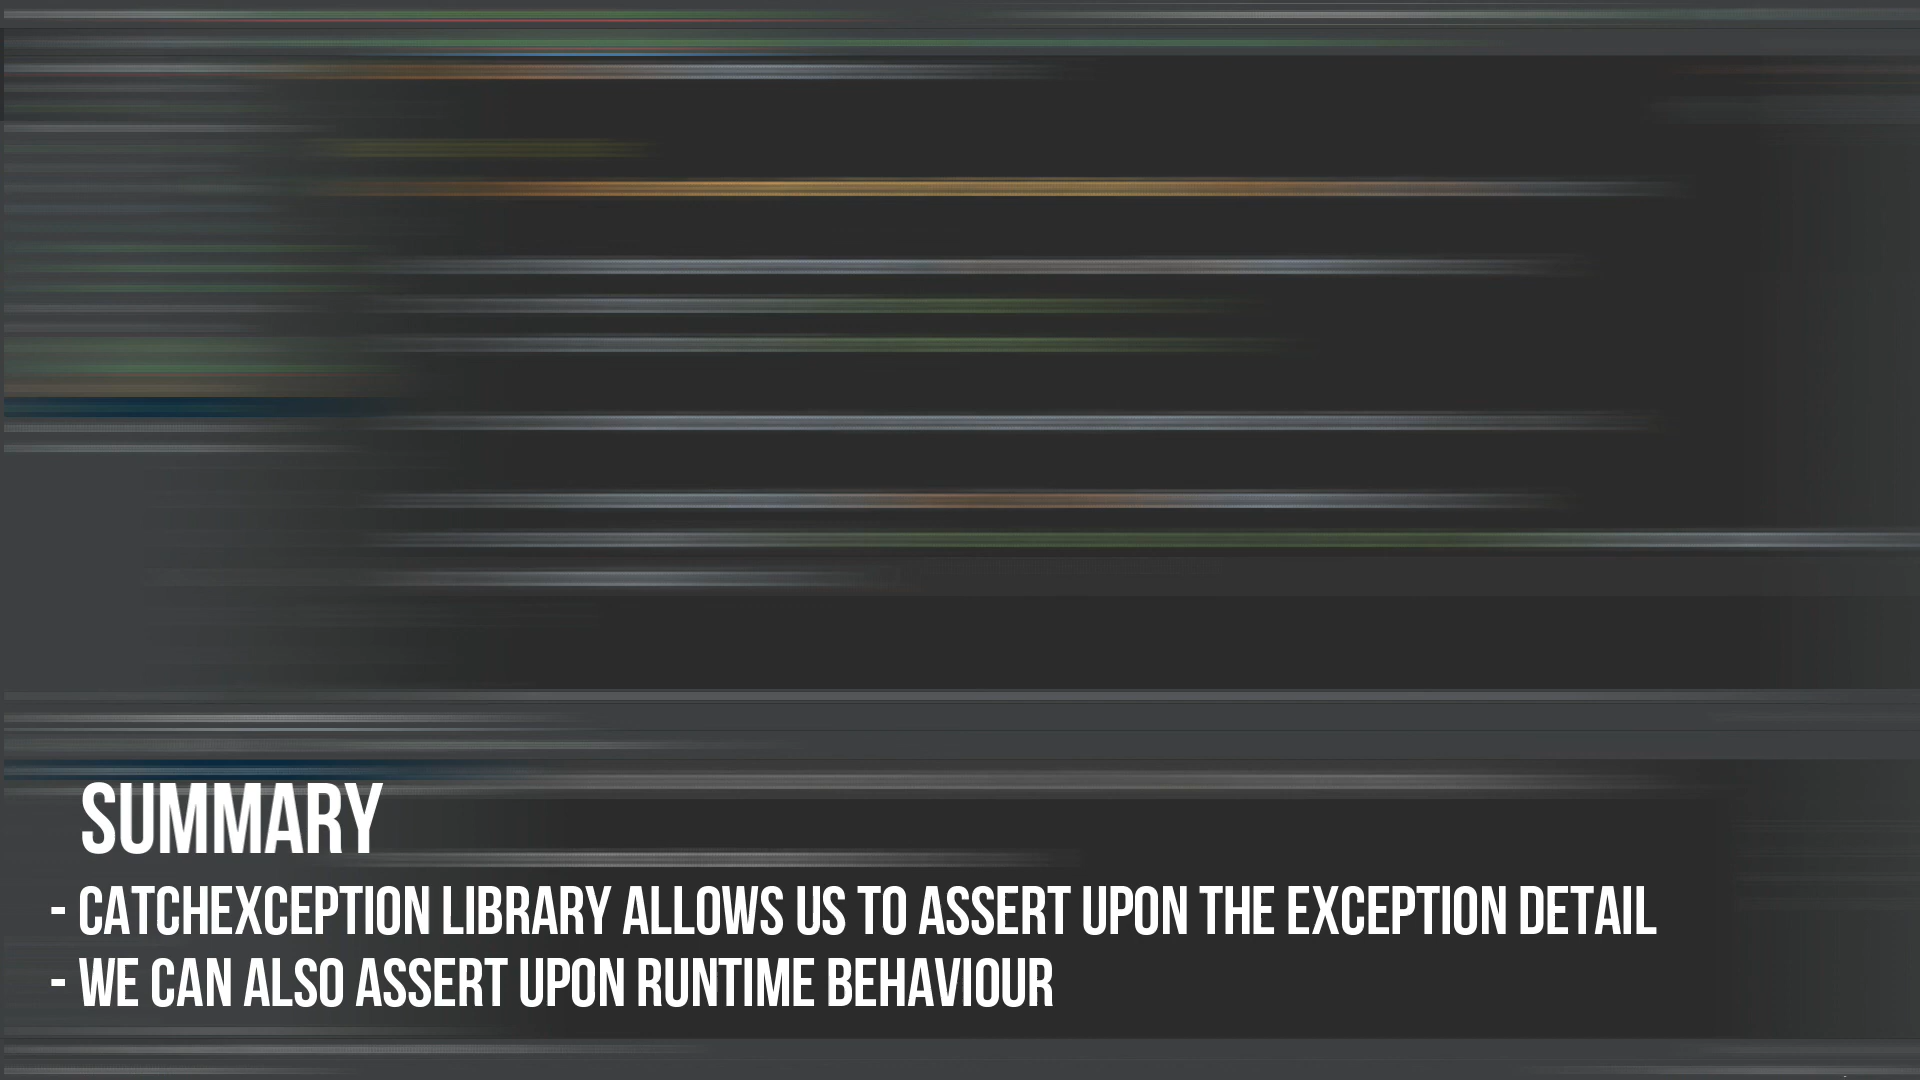 SUMMARY
- CATCHEXCEPTION LIBRARY ALLOWS US TO ASSERT UPON THE EXCEPTION DETAIL
- WE CAN ALSO ASSERT UPON RUNTIME BEHAVIOUR